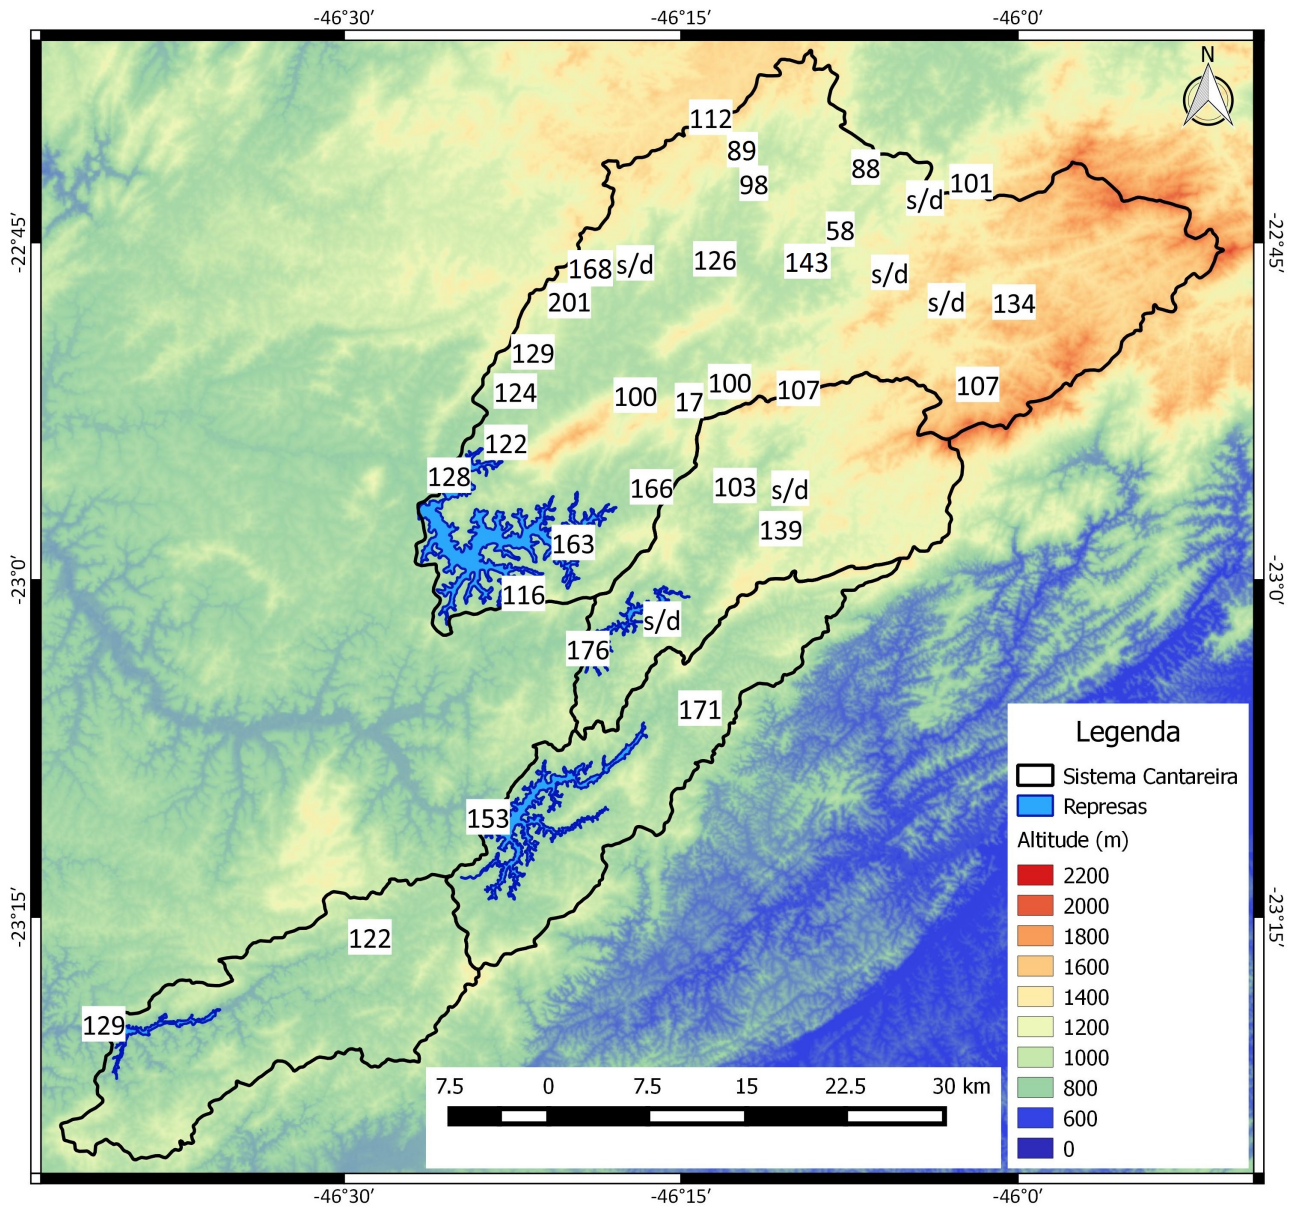 -46°30′ -46°15′ -46°0′
N
112
89
98 88 101
s/d
-22°45′ 58 -22°45′
168 s/d 126 143 s/d
201 s/d 134
129
124 100 17 100 107 107
122
128 166 103 s/d
163 139
-23°0′ 116 -23°0′
176 s/d
171
153
-23°15′ 122 -23°15′
129
Legenda
Sistema Cantareira
Represas
Altitude (m)
2200
2000
1800
1600
1400
1200
1000
800
600
0
7.5 0 7.5 15 22.5 30 km
-46°30′ -46°15′ -46°0′